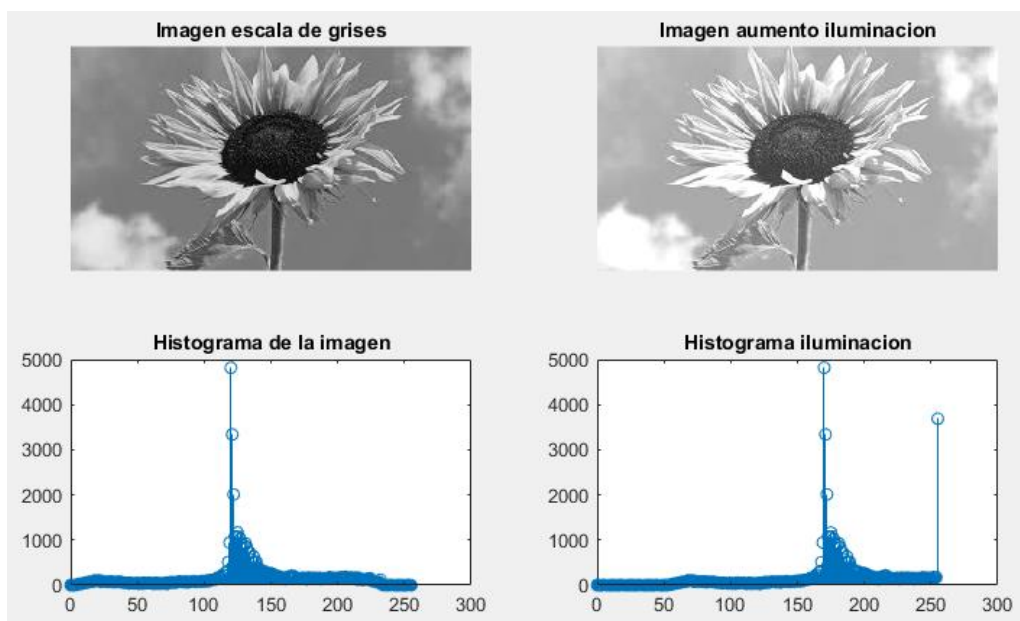 Imagen escala de grises
Imagen aumento iluminacion
Histograma de la imagen
5000
4000
3000
2000
1000
0
0 50 100 150 200 250 300
Histograma iluminacion
5000
4000
3000
2000
1000
0
0 50 100 150 200 250 300